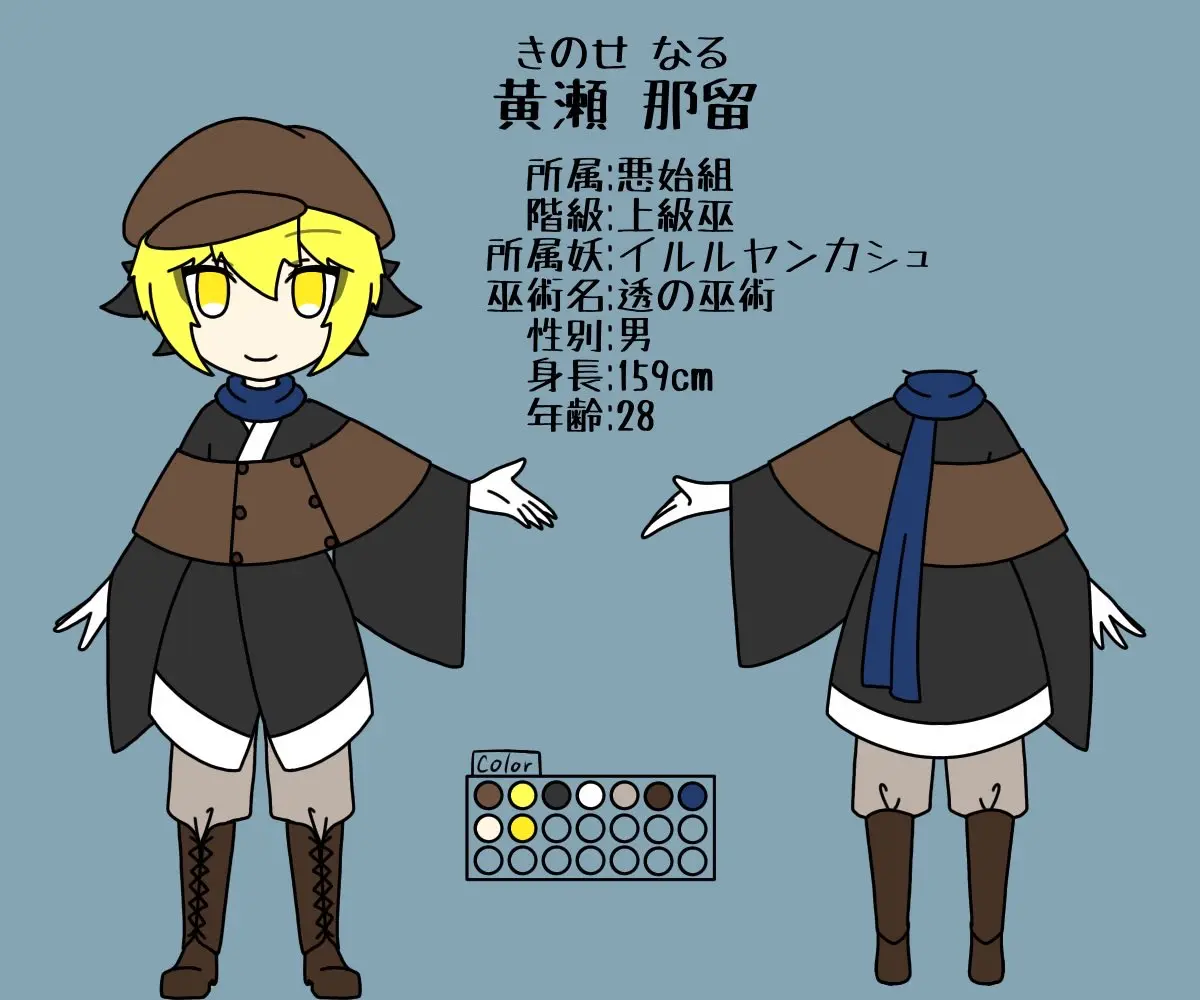 きのせ なる
黄瀬 那留
所属:悪始組
階級:上級巫
所属妖:イルルヤンカシュ
巫術名:透の巫術
性別:男
身長:159cm
年齢:28
Color